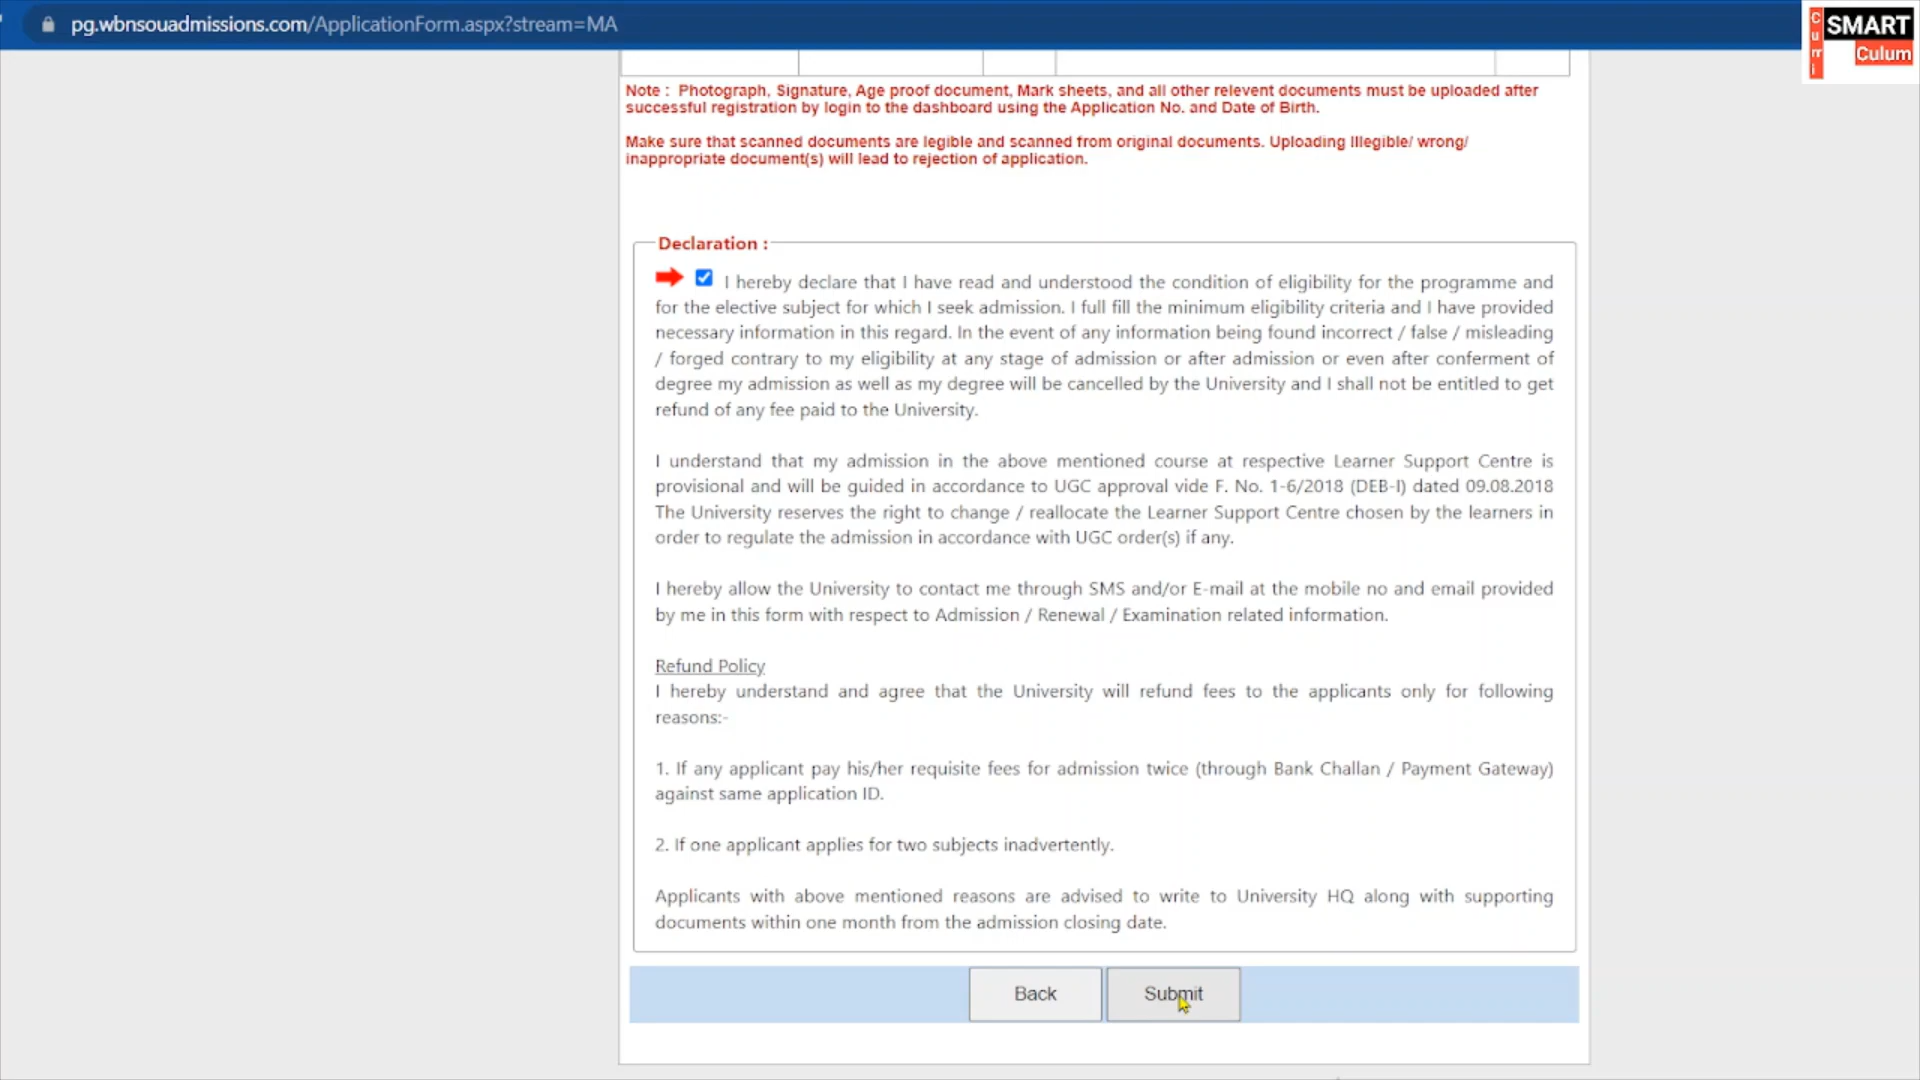 pg.wbnsouadmissions.com/ApplicationForm.aspx?stream=MA
Curri
SMART
Culum
Note : Photograph, Signature, Age proof document, Mark sheets, and all other relevent documents must be uploaded after
successful registration by login to the dashboard using the Application No. and Date of Birth.
Make sure that scanned documents are legible and scanned from original documents. Uploading Illegible/ wrong/
inappropriate document(s) will lead to rejection of application.
Declaration :
I hereby declare that I have read and understood the condition of eligibility for the programme and
for the elective subject for which I seek admission. I full fill the minimum eligibility criteria and I have provided
necessary information in this regard. In the event of any information being found incorrect / false / misleading
/ forged contrary to my eligibility at any stage of admission or after admission or even after conferment of
degree my admission as well as my degree will be cancelled by the University and I shall not be entitled to get
refund of any fee paid to the University.
I understand that my admission in the above mentioned course at respective Learner Support Centre is
provisional and will be guided in accordance to UGC approval vide F. No. 1-6/2018 (DEB-I) dated 09.08.2018
The University reserves the right to change / reallocate the Learner Support Centre chosen by the learners in
order to regulate the admission in accordance with UGC order(s) if any.
I hereby allow the University to contact me through SMS and/or E-mail at the mobile no and email provided
by me in this form with respect to Admission / Renewal / Examination related information.
Refund Policy
I hereby understand and agree that the University will refund fees to the applicants only for following
reasons:-
1. If any applicant pay his/her requisite fees for admission twice (through Bank Challan / Payment Gateway)
against same application ID.
2. If one applicant applies for two subjects inadvertently.
Applicants with above mentioned reasons are advised to write to University HQ along with supporting
documents within one month from the admission closing date.
Back
Submit